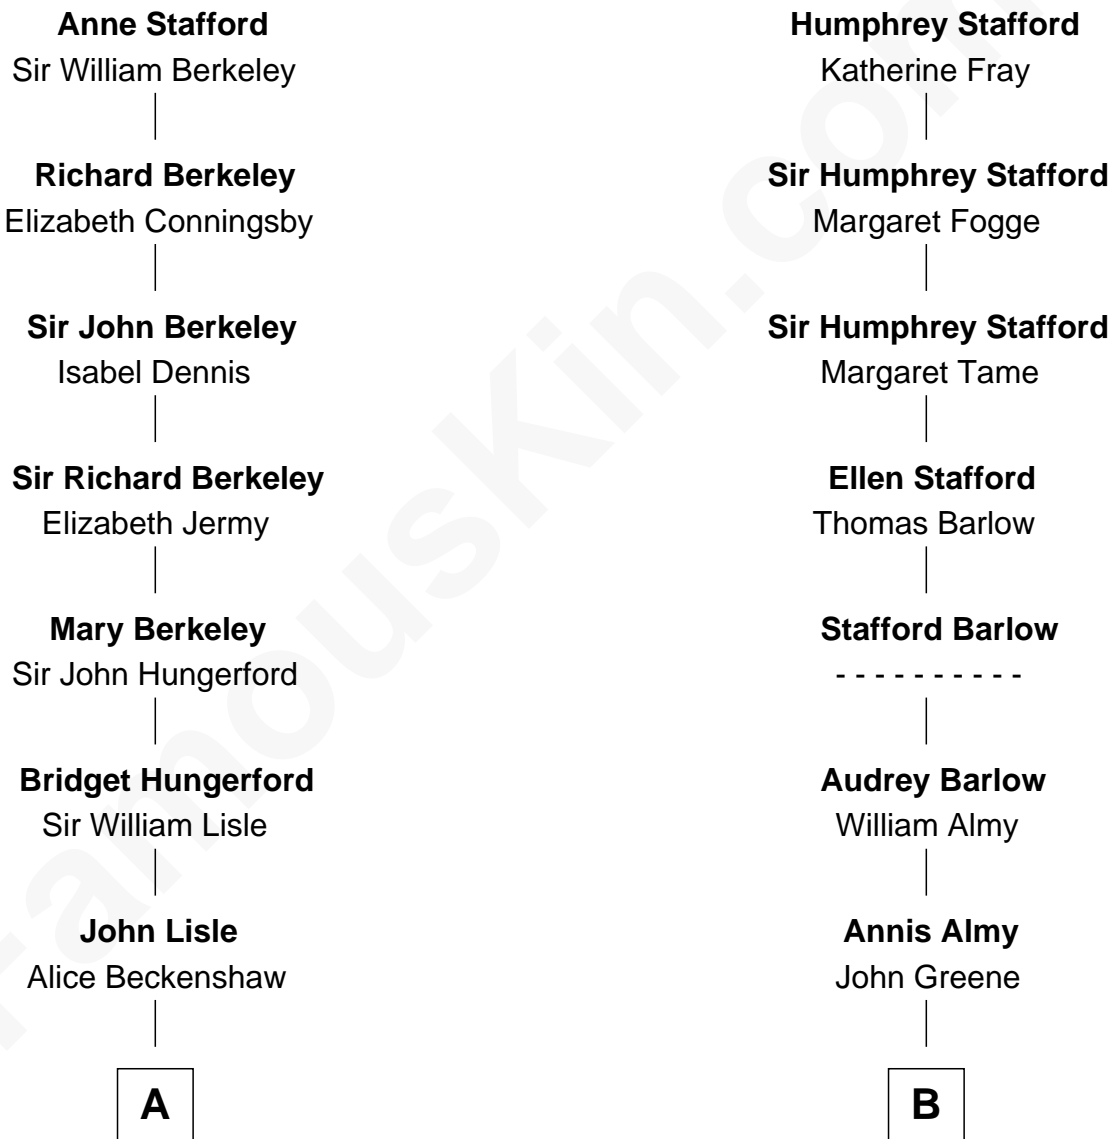 Anne Stafford
Sir William Berkeley
Richard Berkeley
Elizabeth Conningsby
Sir John Berkeley
Isabel Dennis
Sir Richard Berkeley
Elizabeth Jermy
Mary Berkeley
Sir John Hungerford
Bridget Hungerford
Sir William Lisle
John Lisle
Alice Beckenshaw
A
Humphrey Stafford
Katherine Fray
Sir Humphrey Stafford
Margaret Fogge
Sir Humphrey Stafford
Margaret Tame
Ellen Stafford
Thomas Barlow
Stafford Barlow
- - - - - - - - - -
Audrey Barlow
William Almy
Annis Almy
John Greene
B
FamousKin.com